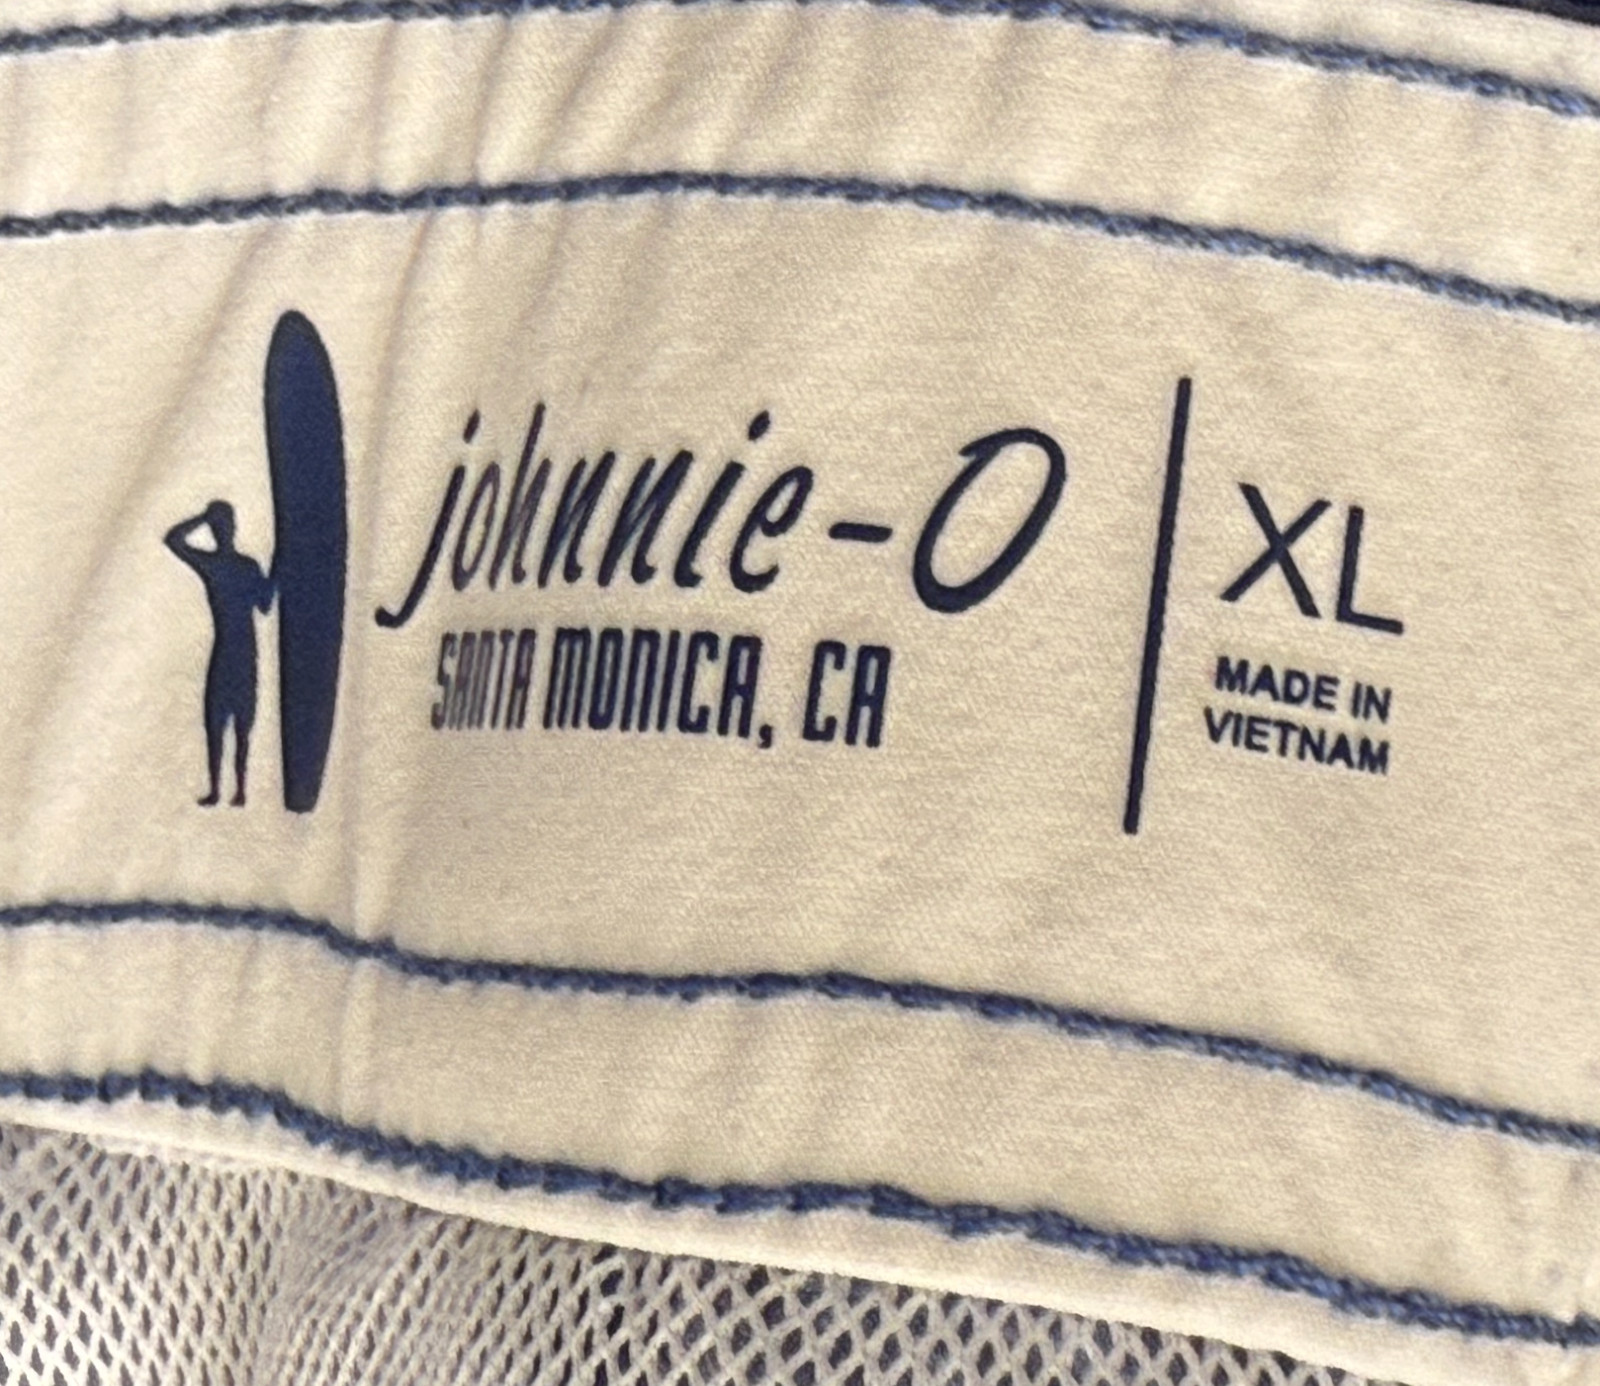 johnnie-O
SANTA MONICA, CA
XL
MADE IN
VIETNAM